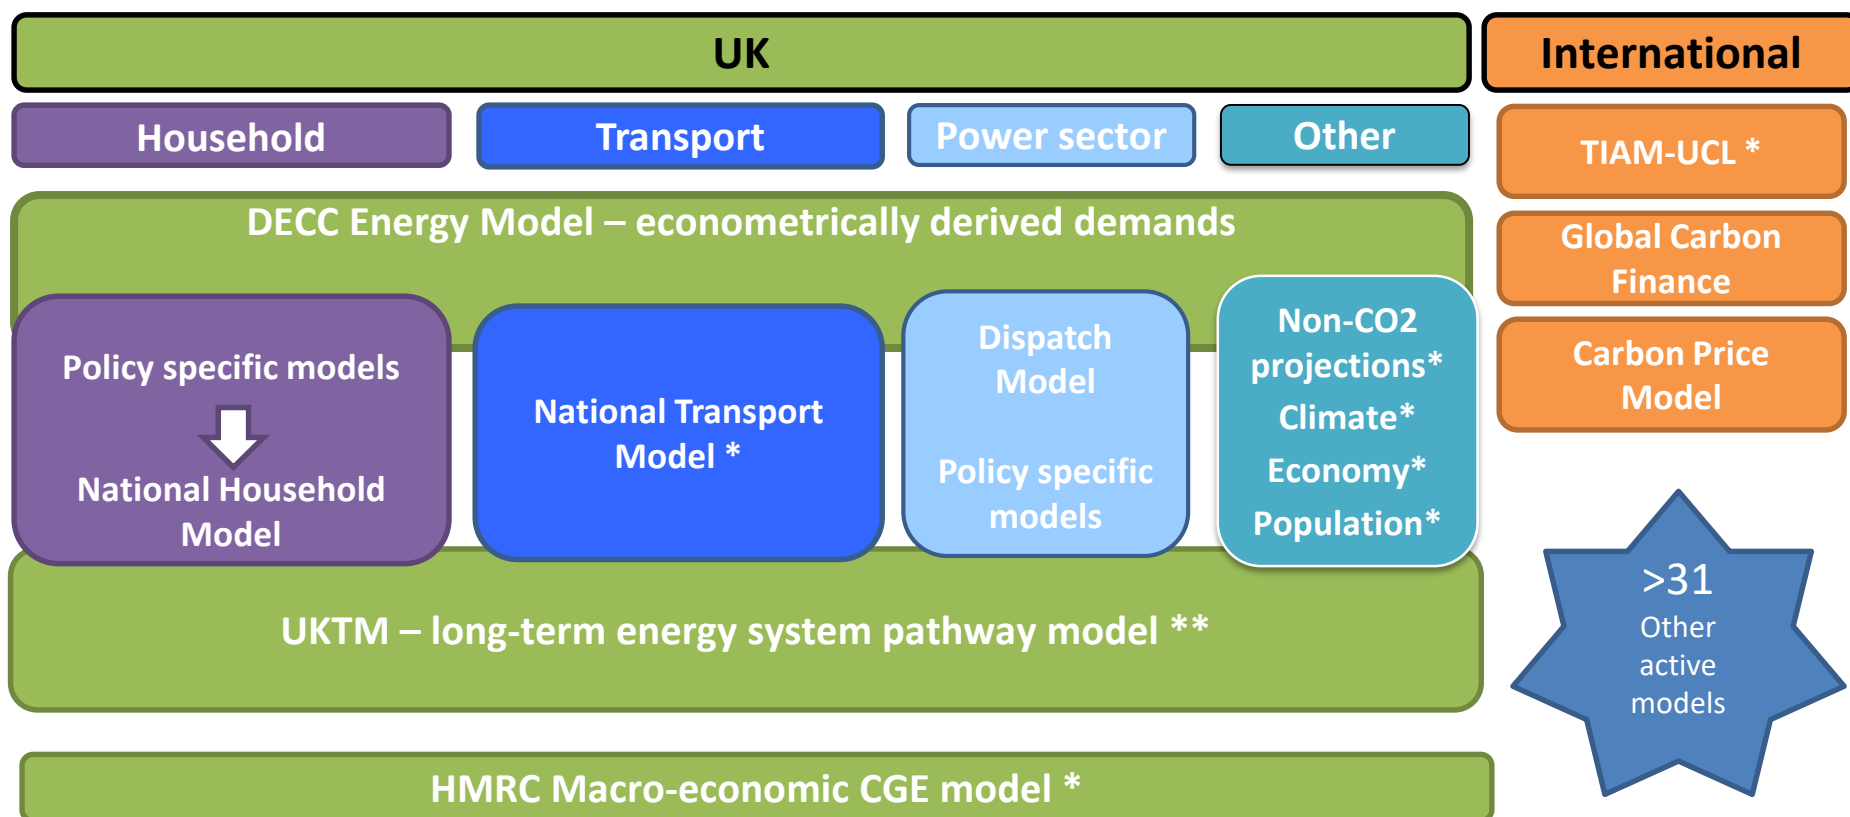 UK
International
Household
Transport
Power sector
Other
TIAM-UCL *
Global Carbon
Finance
Carbon Price
Model
DECC Energy Model – econometrically derived demands
Policy specific models
National Household
Model
National Transport
Model *
Dispatch
Model
Policy specific
models
Non-CO2
projections*
Climate*
Economy*
Population*
UKTM – long-term energy system pathway model **
>31
Other
active
models
HMRC Macro-economic CGE model *